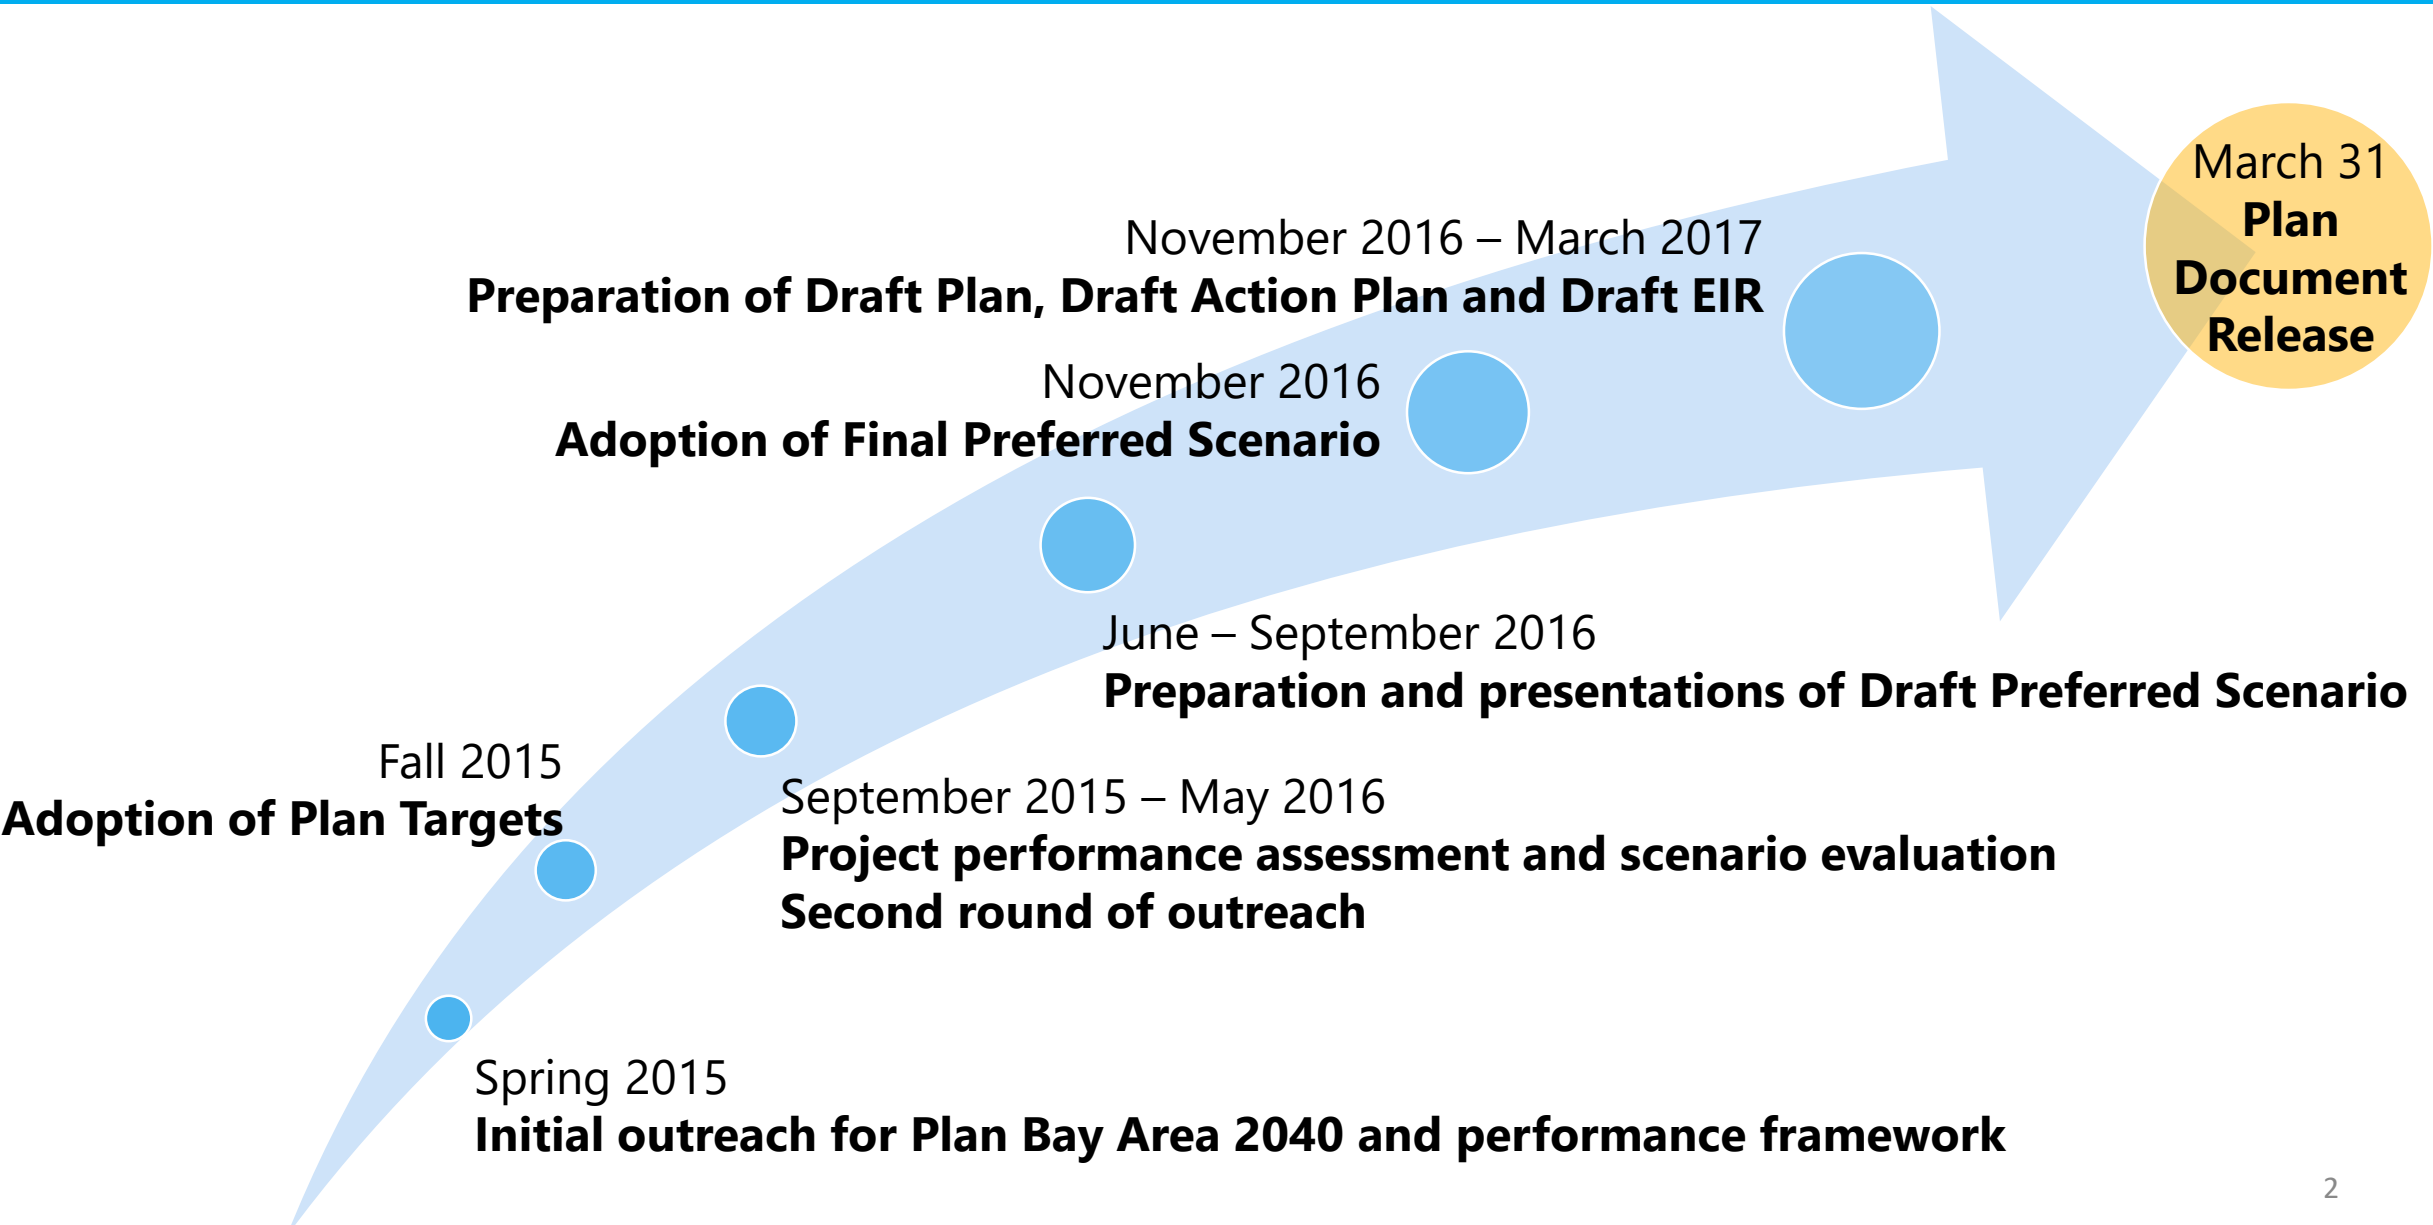 March 31
Plan
Document
Release
November 2016 – March 2017
Preparation of Draft Plan, Draft Action Plan and Draft EIR
November 2016
Adoption of Final Preferred Scenario
June – September 2016
Preparation and presentations of Draft Preferred Scenario
Fall 2015
Adoption of Plan Targets
September 2015 – May 2016
Project performance assessment and scenario evaluation
Second round of outreach
Spring 2015
Initial outreach for Plan Bay Area 2040 and performance framework
2